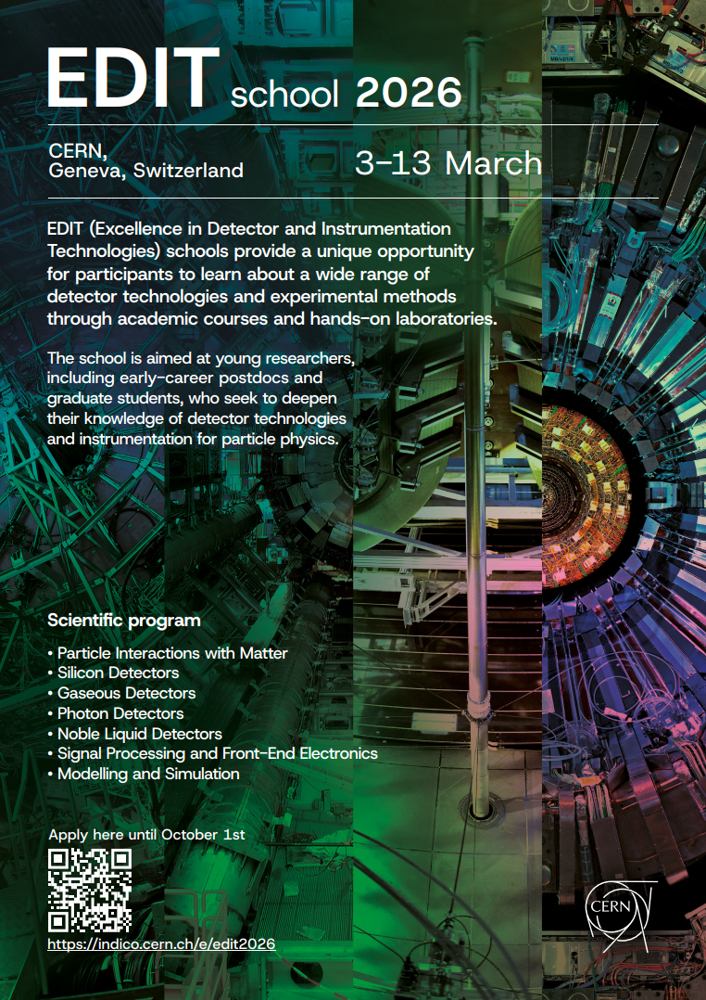 EDIT school 2026
CERN,
Geneva, Switzerland
3–13 March
EDIT (Excellence in Detector and Instrumentation
Technologies) schools provide a unique opportunity
for participants to learn about a wide range of
detector technologies and experimental methods
through academic courses and hands-on laboratories.
The school is aimed at young researchers,
including early-career postdocs and
graduate students, who seek to deepen
their knowledge of detector technologies
and instrumentation for particle physics.
Scientific program
• Particle Interactions with Matter
• Silicon Detectors
• Gaseous Detectors
• Photon Detectors
• Noble Liquid Detectors
• Signal Processing and Front-End Electronics
• Modelling and Simulation
Apply here until October 1st
https://indico.cern.ch/e/edit2026
CERN